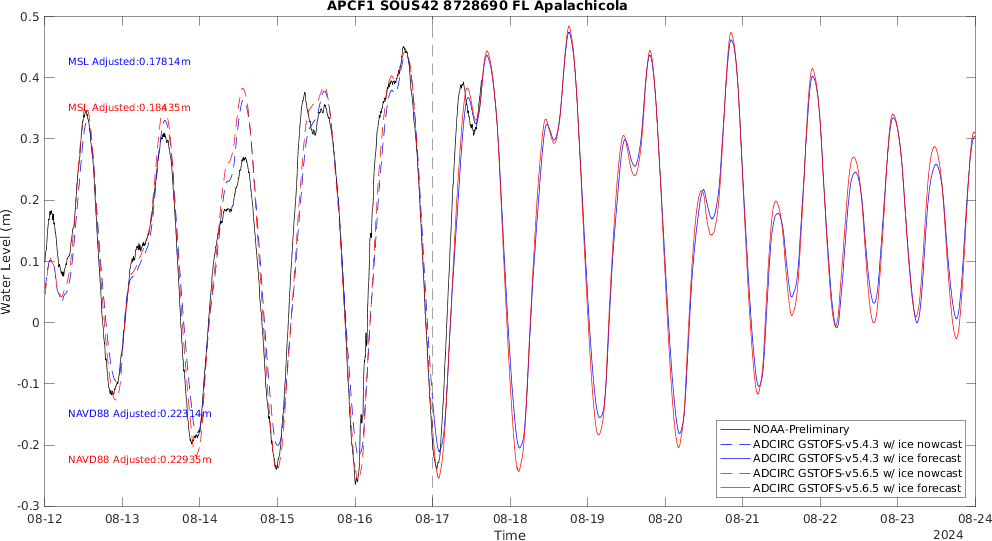 APCF1 SOUS42 8728690 FL Apalachicola
0.5
0.4
0.3
0.2
0.1
0
-0.1
-0.2
-0.3
Water Level (m)
MSL Adjusted:0.17814m
MSL Adjusted:0.18435m
NAVD88 Adjusted:0.22314m
NAVD88 Adjusted:0.22935m
NOAA-Preliminary
ADCIRC GSTOFS-v5.4.3 w/ ice nowcast
ADCIRC GSTOFS-v5.4.3 w/ ice forecast
ADCIRC GSTOFS-v5.6.5 w/ ice nowcast
ADCIRC GSTOFS-v5.6.5 w/ ice forecast
08-12 08-13 08-14 08-15 08-16 08-17 08-18 08-19 08-20 08-21 08-22 08-23 08-24
Time
2024